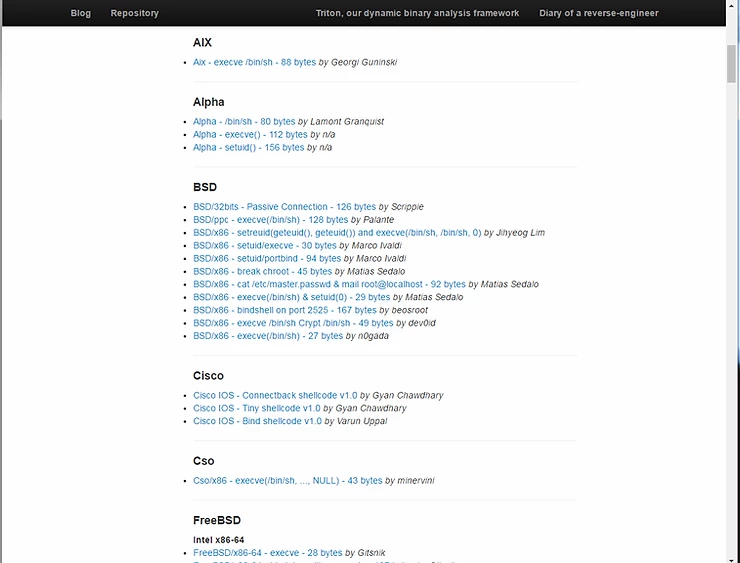 Blog Repository Triton, our dynamic binary analysis framework Diary of a reverse-engineer
AIX
Aix - execve /bin/sh - 88 bytes by Georgi Guninski
Alpha
Alpha - /bin/sh - 80 bytes by Lamont Granquist
Alpha - execve() - 112 bytes by n/a
Alpha - setuid() - 156 bytes by n/a
BSD
BSD/32bits - Passive Connection - 126 bytes by Scrippie
BSD/ppc - execve(/bin/sh) - 128 bytes by Palante
BSD/x86 - setreuid(geteuid(), geteuid()) and execve(/bin/sh, /bin/sh, 0) by Jihyeog Lim
BSD/x86 - setuid/execve - 30 bytes by Marco Ivaldi
BSD/x86 - setuid/portbind - 94 bytes by Marco Ivaldi
BSD/x86 - break chroot - 45 bytes by Matias Sedalo
BSD/x86 - cat /etc/master.passwd & mail root@localhost - 92 bytes by Matias Sedalo
BSD/x86 - execve(/bin/sh) & setuid(0) - 29 bytes by Matias Sedalo
BSD/x86 - bindshell on port 2525 - 167 bytes by beosroot
BSD/x86 - execve /bin/sh Crypt /bin/sh - 49 bytes by dev0id
BSD/x86 - execve(/bin/sh) - 27 bytes by n0gada
Cisco
Cisco IOS - Connectback shellcode v1.0 by Gyan Chawdhary
Cisco IOS - Tiny shellcode v1.0 by Gyan Chawdhary
Cisco IOS - Bind shellcode v1.0 by Varun Uppal
Cso
Cso/x86 - execve(/bin/sh, ..., NULL) - 43 bytes by minervini
FreeBSD
Intel x86-64
FreeBSD/x86-64 - execve - 28 bytes by Gitsnik